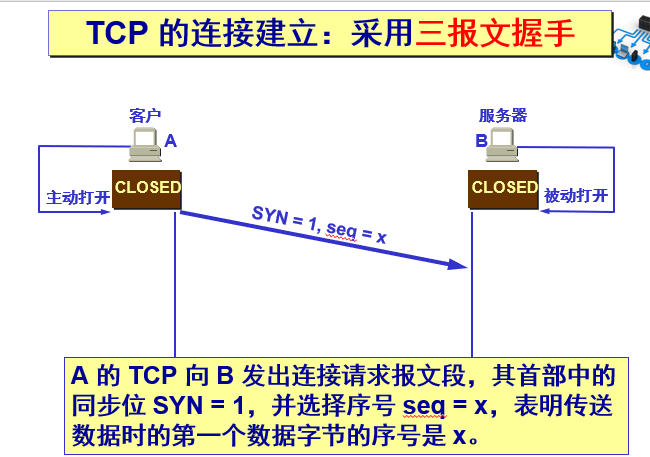 TCP 的连接建立：采用三报文握手
客户
服务器
A
B
主动打开
CLOSED
CLOSED
被动打开
SYN = 1, seq = x
A 的 TCP 向 B 发出连接请求报文段，其首部中的
同步位 SYN = 1，并选择序号 seq = x，表明传送
数据时的第一个数据字节的序号是 x。